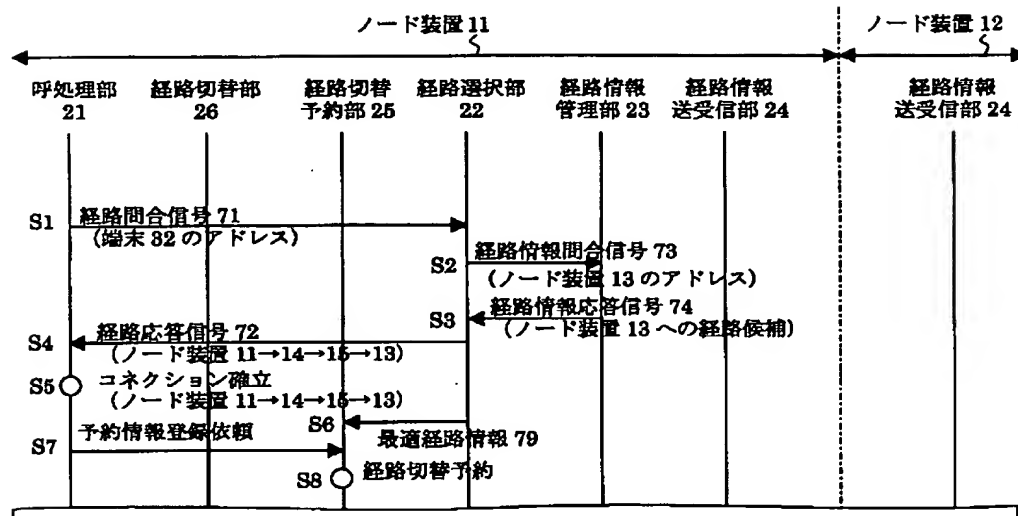 ノード装置 11
ノード装置 12
呼処理部
21
経路切替部
26
経路切替
予約部 25
経路選択部
22
経路情報
管理部 23
経路情報
送受信部 24
経路情報
送受信部 24
S1
経路問合信号 71
(端末 32 のアドレス)
S2
経路情報問合信号 73
(ノード装置 13 のアドレス)
S3
経路情報応答信号 74
(ノード装置 13 への経路候補)
S4
経路応答信号 72
(ノード装置 11→14→15→13)
S5
コネクション確立
(ノード装置 11→14→15→13)
S6
最適経路情報 79
S7
予約情報登録依頼
S8
経路切替予約